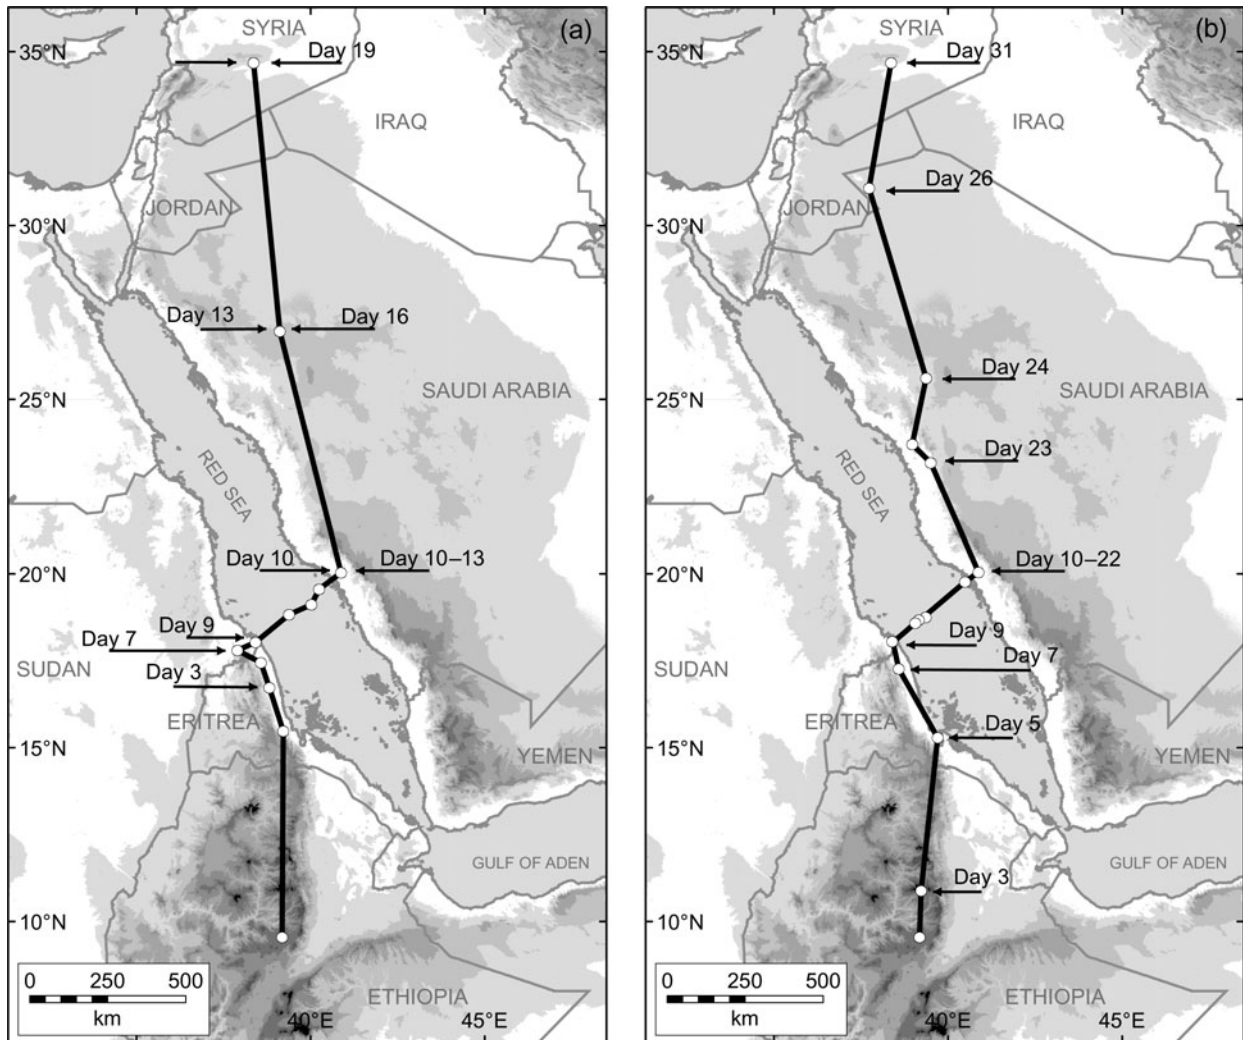 SYRIA
(a)
35°N
Day 19
IRAQ
JORDAN
30°N
Day 13
Day 16
25°N
SAUDI ARABIA
RED SEA
20°N
Day 10
Day 10–13
Day 9
Day 7
SUDAN
Day 3
ERITREA
15°N
YEMEN
GULF OF ADEN
10°N
0 250 500
km
ETHIOPIA
40°E
45°E
SYRIA
(b)
35°N
Day 31
IRAQ
Day 26
JORDAN
30°N
Day 24
25°N
SAUDI ARABIA
Day 23
RED SEA
20°N
Day 10–22
Day 9
Day 7
SUDAN
ERITREA
Day 5
15°N
YEMEN
GULF OF ADEN
Day 3
10°N
0 250 500
km
ETHIOPIA
40°E
45°E